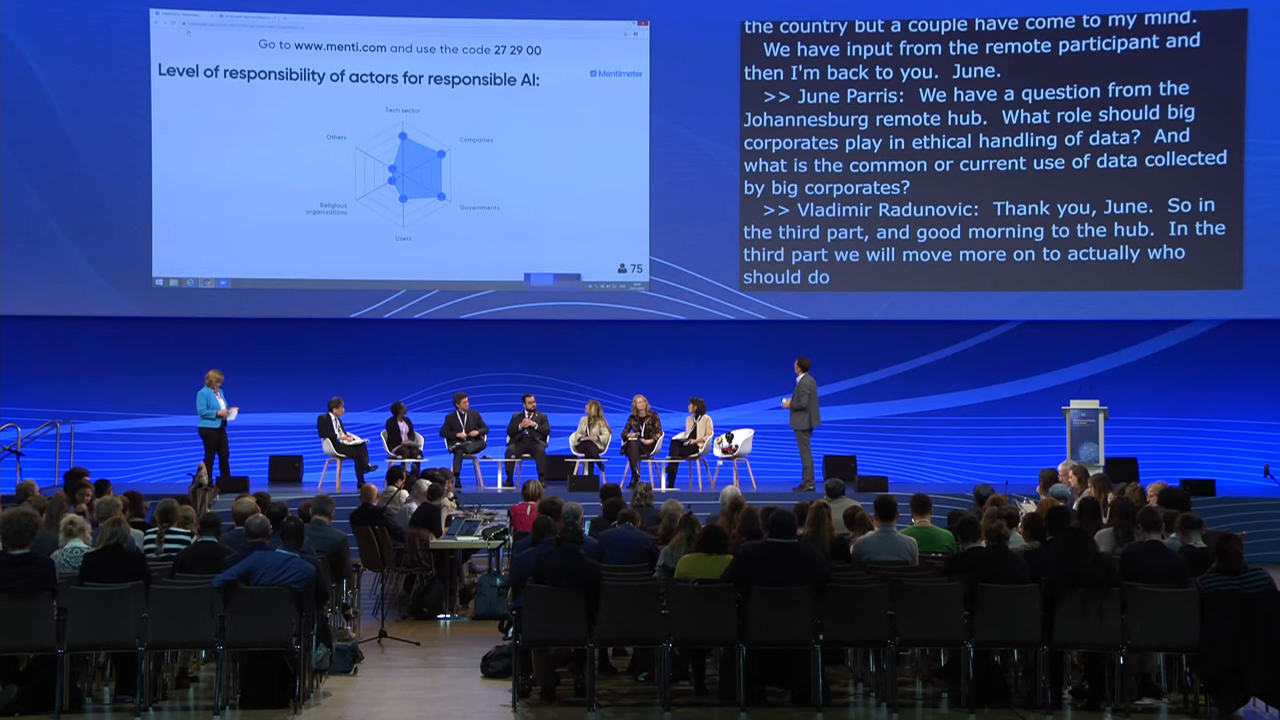 Go to www.menti.com and use the code 27 29 00
Level of responsibility of actors for responsible AI:
Mentimeter
Tech sector
Others
Companies
Religious
organisations
Governments
Users
75
the country but a couple have come to my mind.
We have input from the remote participant and
then I'm back to you. June.
>> June Parris: We have a question from the
Johannesburg remote hub. What role should big
corporates play in ethical handling of data? And
what is the common or current use of data collected
by big corporates?
>> Vladimir Radunovic: Thank you, June. So in
the third part, and good morning to the hub. In the
third part we will move more on to actually who
should do